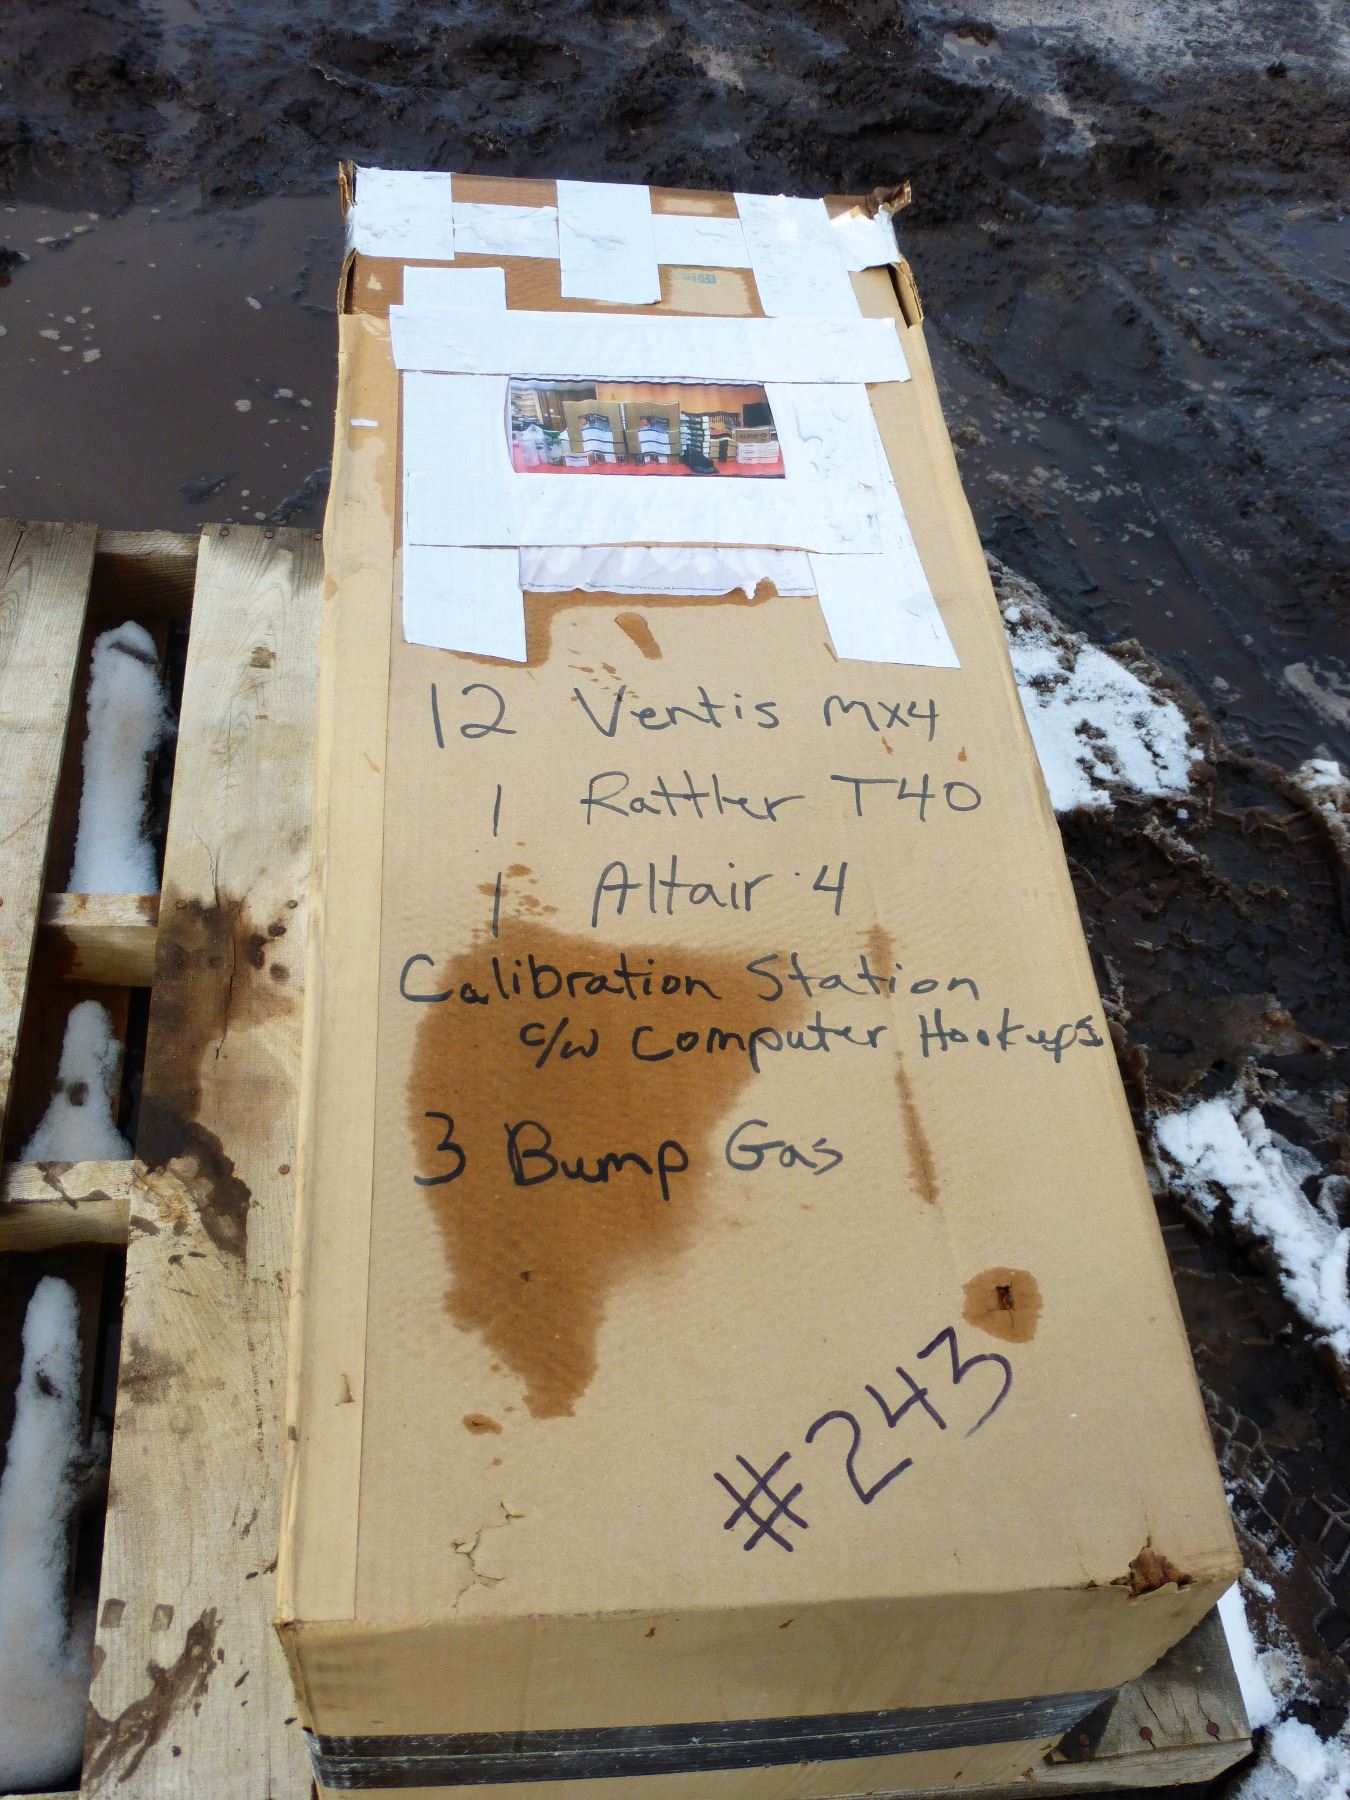 12 Ventis MX4
1 Rattler T40
1 Altair 4
Calibration Station
c/w Computer Hookups
3 Bump Gas
#243